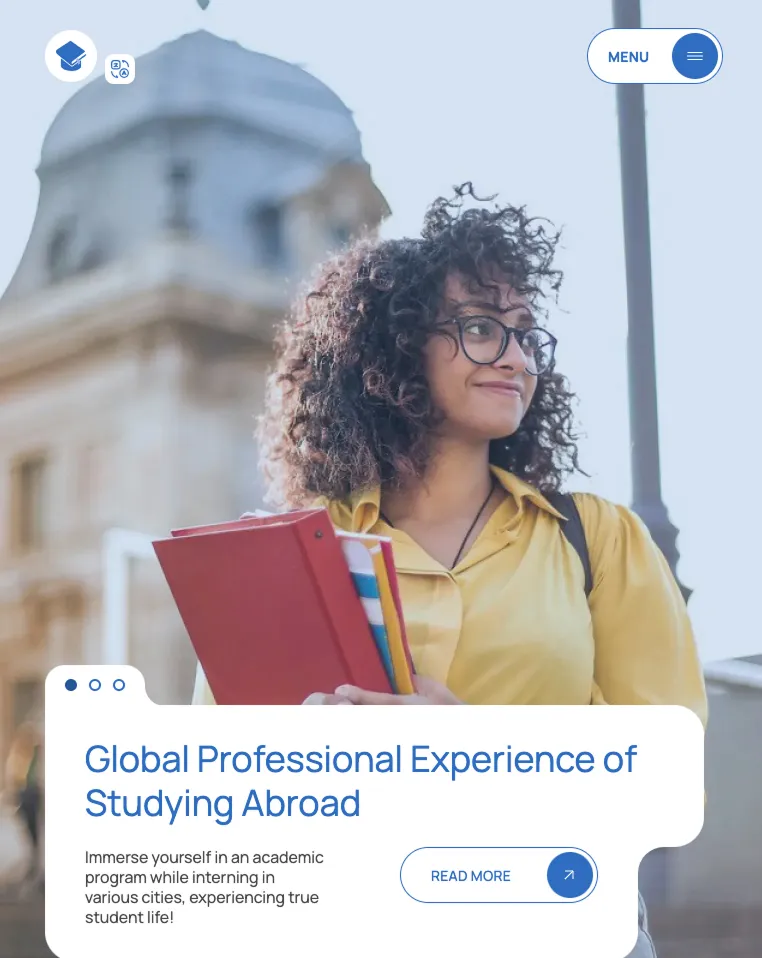 MENU
Global Professional Experience of
Studying Abroad
Immerse yourself in an academic
program while interning in
various cities, experiencing true
student life!
READ MORE